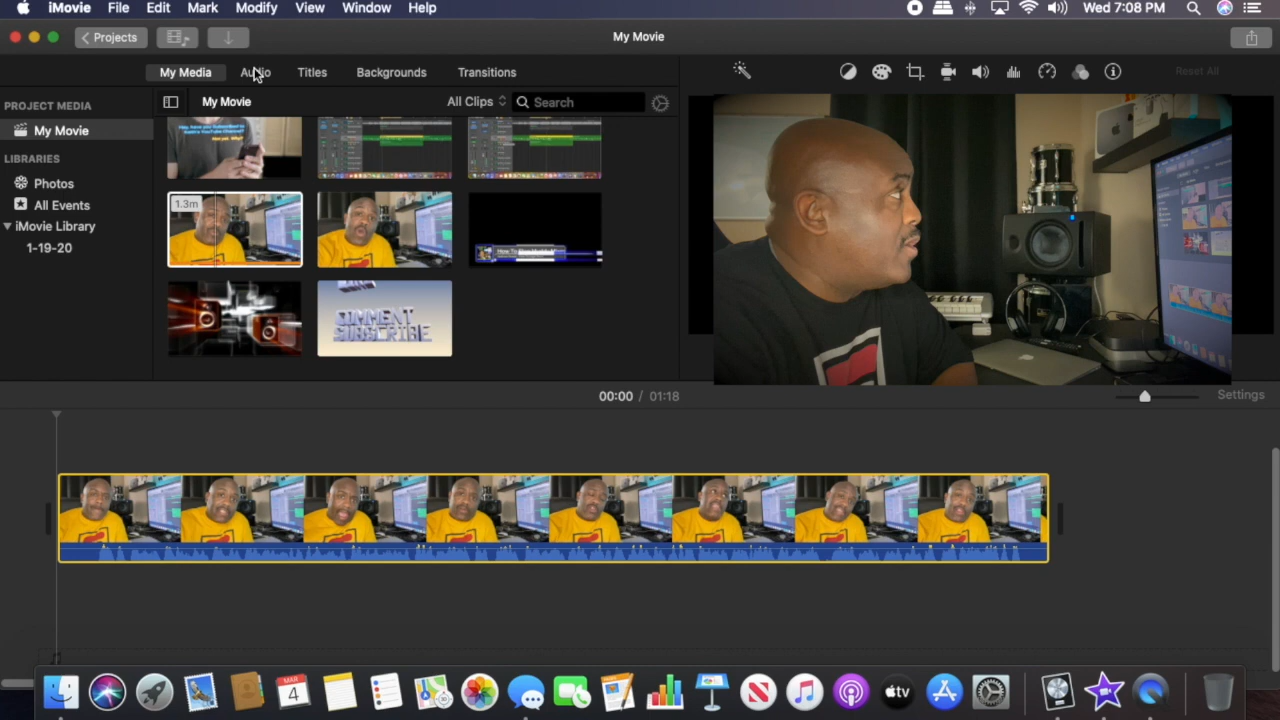 iMovie File Edit Mark Modify View Window Help Wed 7:08 PM
Projects My Movie
My Media Audio Titles Backgrounds Transitions Reset All
PROJECT MEDIA My Movie All Clips Search
My Movie
LIBRARIES
Photos
All Events
iMovie Library
1-19-20
1.3m
COMMENT
SUBSCRIBE
00:00 / 01:18 Settings
MAR
4
tv